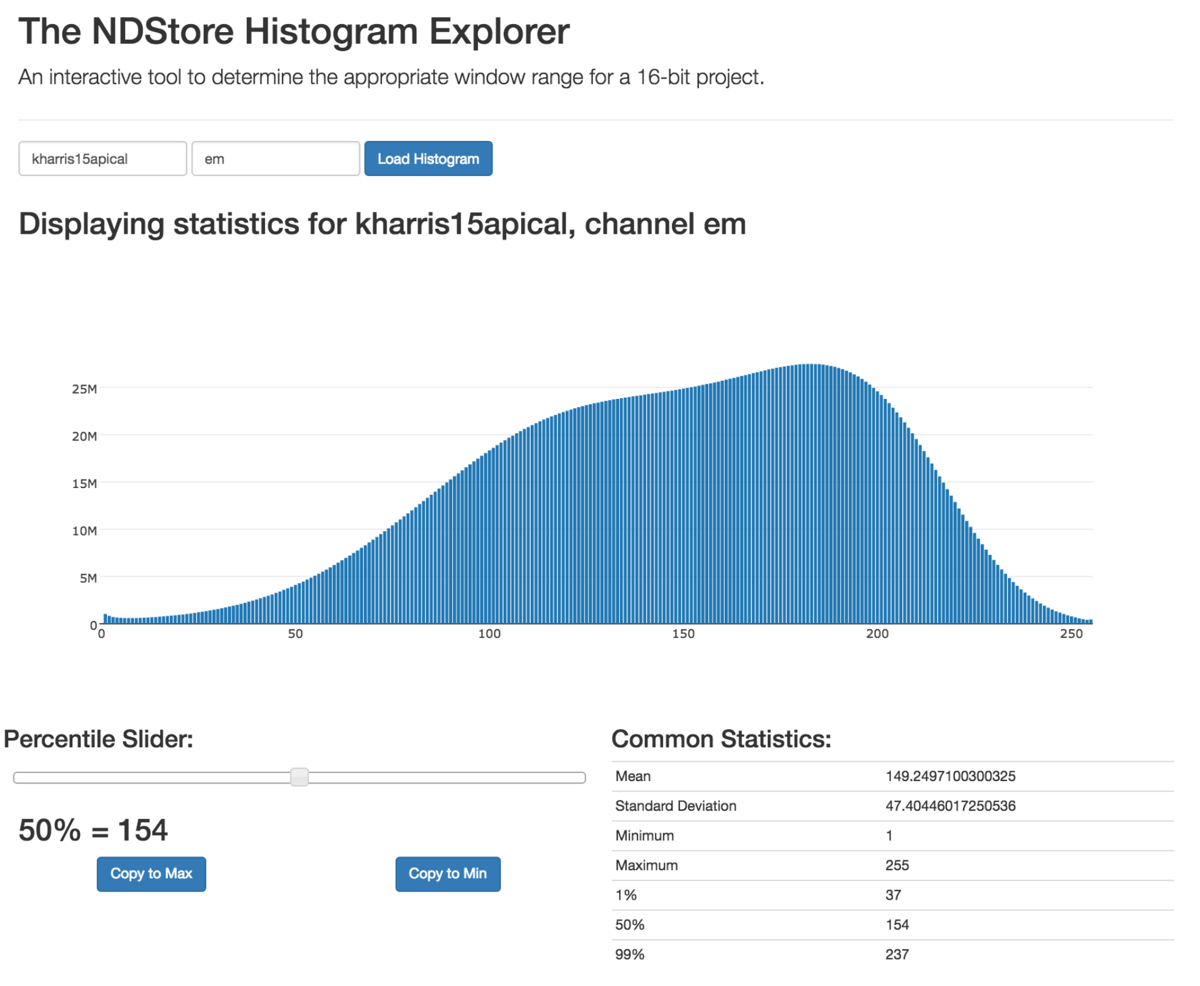 The NDStore Histogram Explorer
An interactive tool to determine the appropriate window range for a 16-bit project.
kharris15apical em Load Histogram
Displaying statistics for kharris15apical, channel em
25M
20M
15M
10M
5M
0
0 50 100 150 200 250
Percentile Slider:
50% = 154
Copy to Max Copy to Min
Common Statistics:
Mean 149.2497100300325
Standard Deviation 47.40446017250536
Minimum 1
Maximum 255
1% 37
50% 154
99% 237